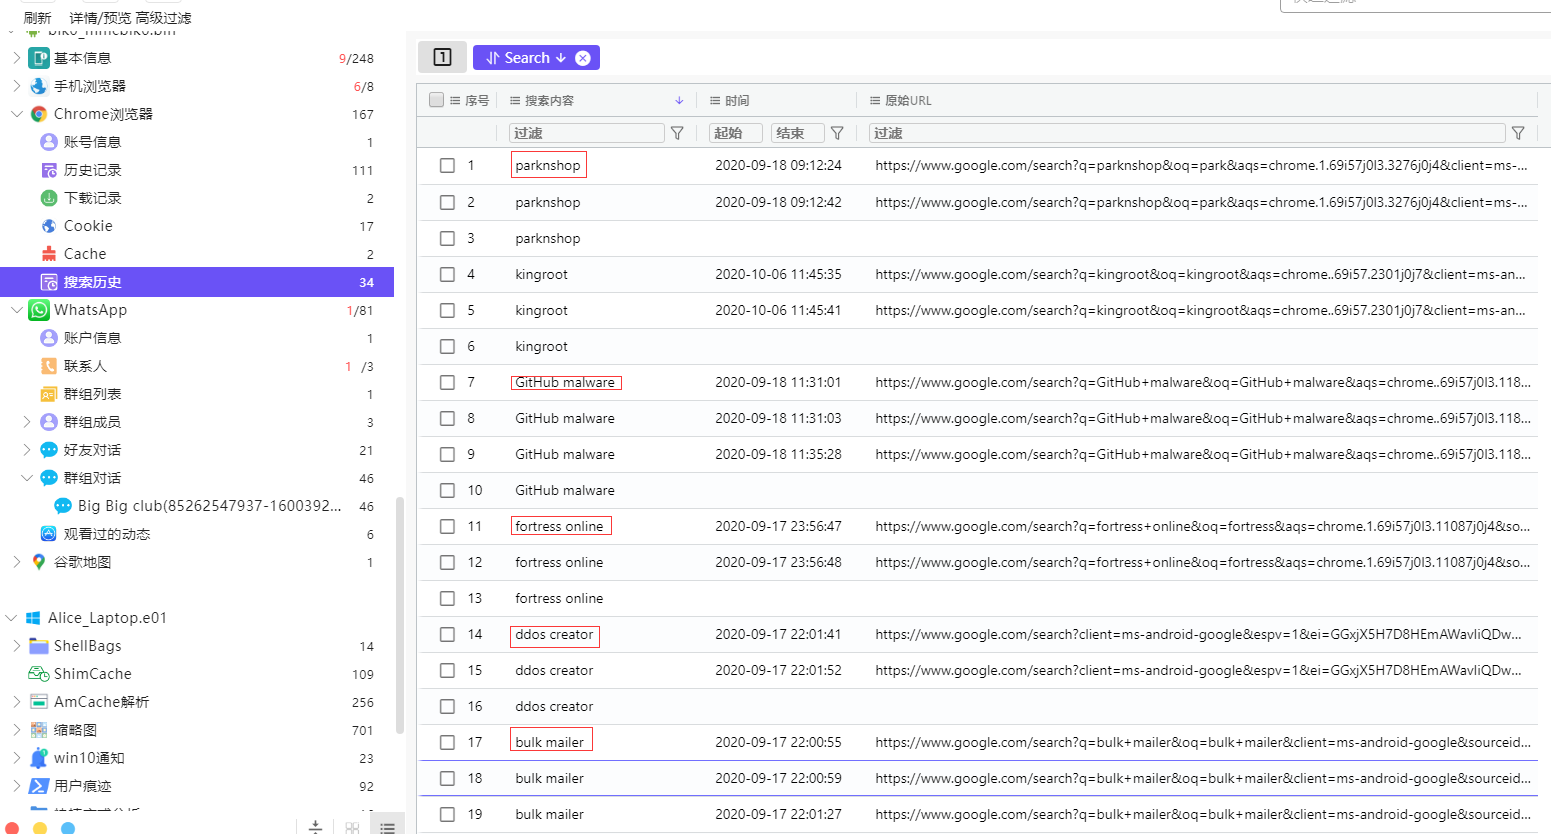 刷新 详情/预览 高级过滤
基本信息 9/248
手机浏览器 6/8
Chrome浏览器 167
账号信息 1
历史记录 111
下载记录 2
Cookie 17
Cache 2
搜索历史 34
WhatsApp 1/81
账户信息 1
联系人 1 /3
群组列表 1
群组成员 3
好友对话 21
群组对话 46
Big Big club(85262547937-1600392... 46
观看过的动态 6
谷歌地图 1
Alice_Laptop.e01
ShellBags 14
ShimCache 109
AmCache解析 256
缩略图 701
win10通知 23
用户痕迹 92
1 Search
序号 搜索内容 时间 原始URL
过滤 起始 结束 过滤
1 parknshop 2020-09-18 09:12:24 https://www.google.com/search?q=parknshop&oq=park&aqs=chrome.1.69i57j0l3.3276j0j4&client=ms-...
2 parknshop 2020-09-18 09:12:42 https://www.google.com/search?q=parknshop&oq=park&aqs=chrome.1.69i57j0l3.3276j0j4&client=ms-...
3 parknshop
4 kingroot 2020-10-06 11:45:35 https://www.google.com/search?q=kingroot&oq=kingroot&aqs=chrome..69i57.2301j0j7&client=ms-an...
5 kingroot 2020-10-06 11:45:41 https://www.google.com/search?q=kingroot&oq=kingroot&aqs=chrome..69i57.2301j0j7&client=ms-an...
6 kingroot
7 GitHub malware 2020-09-18 11:31:01 https://www.google.com/search?q=GitHub+malware&oq=GitHub+malware&aqs=chrome..69i57j0l3.118...
8 GitHub malware 2020-09-18 11:31:03 https://www.google.com/search?q=GitHub+malware&oq=GitHub+malware&aqs=chrome..69i57j0l3.118...
9 GitHub malware 2020-09-18 11:35:28 https://www.google.com/search?q=GitHub+malware&oq=GitHub+malware&aqs=chrome..69i57j0l3.118...
10 GitHub malware
11 fortress online 2020-09-17 23:56:47 https://www.google.com/search?q=fortress+online&oq=fortress&aqs=chrome.1.69i57j0l3.11087j0j4&so...
12 fortress online 2020-09-17 23:56:48 https://www.google.com/search?q=fortress+online&oq=fortress&aqs=chrome.1.69i57j0l3.11087j0j4&so...
13 fortress online
14 ddos creator 2020-09-17 22:01:41 https://www.google.com/search?client=ms-android-google&espv=1&ei=GGxjX5H7D8HEmAWavIiQDw...
15 ddos creator 2020-09-17 22:01:52 https://www.google.com/search?client=ms-android-google&espv=1&ei=GGxjX5H7D8HEmAWavIiQDw...
16 ddos creator
17 bulk mailer 2020-09-17 22:00:55 https://www.google.com/search?q=bulk+mailer&oq=bulk+mailer&client=ms-android-google&sourceid...
18 bulk mailer 2020-09-17 22:00:59 https://www.google.com/search?q=bulk+mailer&oq=bulk+mailer&client=ms-android-google&sourceid...
19 bulk mailer 2020-09-17 22:01:27 https://www.google.com/search?q=bulk+mailer&oq=bulk+mailer&client=ms-android-google&sourceid...